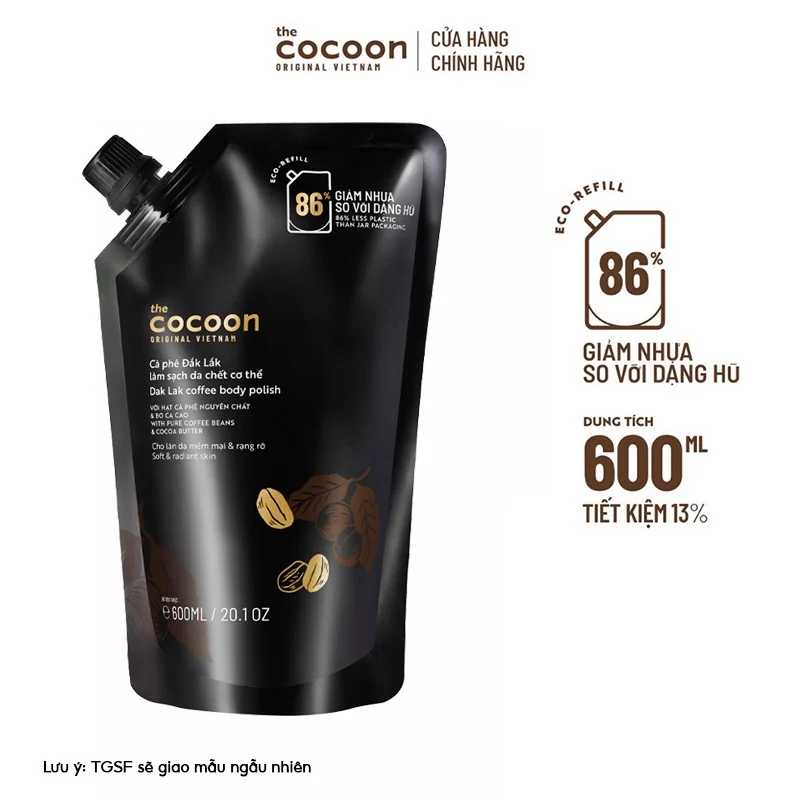 the
cocoon
ORIGINAL VIETNAM
CỬA HÀNG
CHÍNH HÃNG
ECO-REFILL
86%
GIẢM NHỰA
SO VỚI DẠNG HŨ
86% LESS PLASTIC
THAN JAR PACKAGING
the
cocoon
ORIGINAL VIETNAM
Cà phê Đắk Lắk
làm sạch da chết cơ thể
Dak Lak coffee body polish
VỚI HẠT CÀ PHÊ NGUYÊN CHẤT
& BƠ CA CAO
WITH PURE COFFEE BEANS
& COCOA BUTTER
Cho làn da mềm mại & rạng rỡ
Soft & radiant skin
℮ 600ML / 20.1 OZ
ECO-REFILL
86%
GIẢM NHỰA
SO VỚI DẠNG HŨ
DUNG TÍCH
600ML
TIẾT KIỆM 13%
Lưu ý: TGSF sẽ giao mẫu ngẫu nhiên